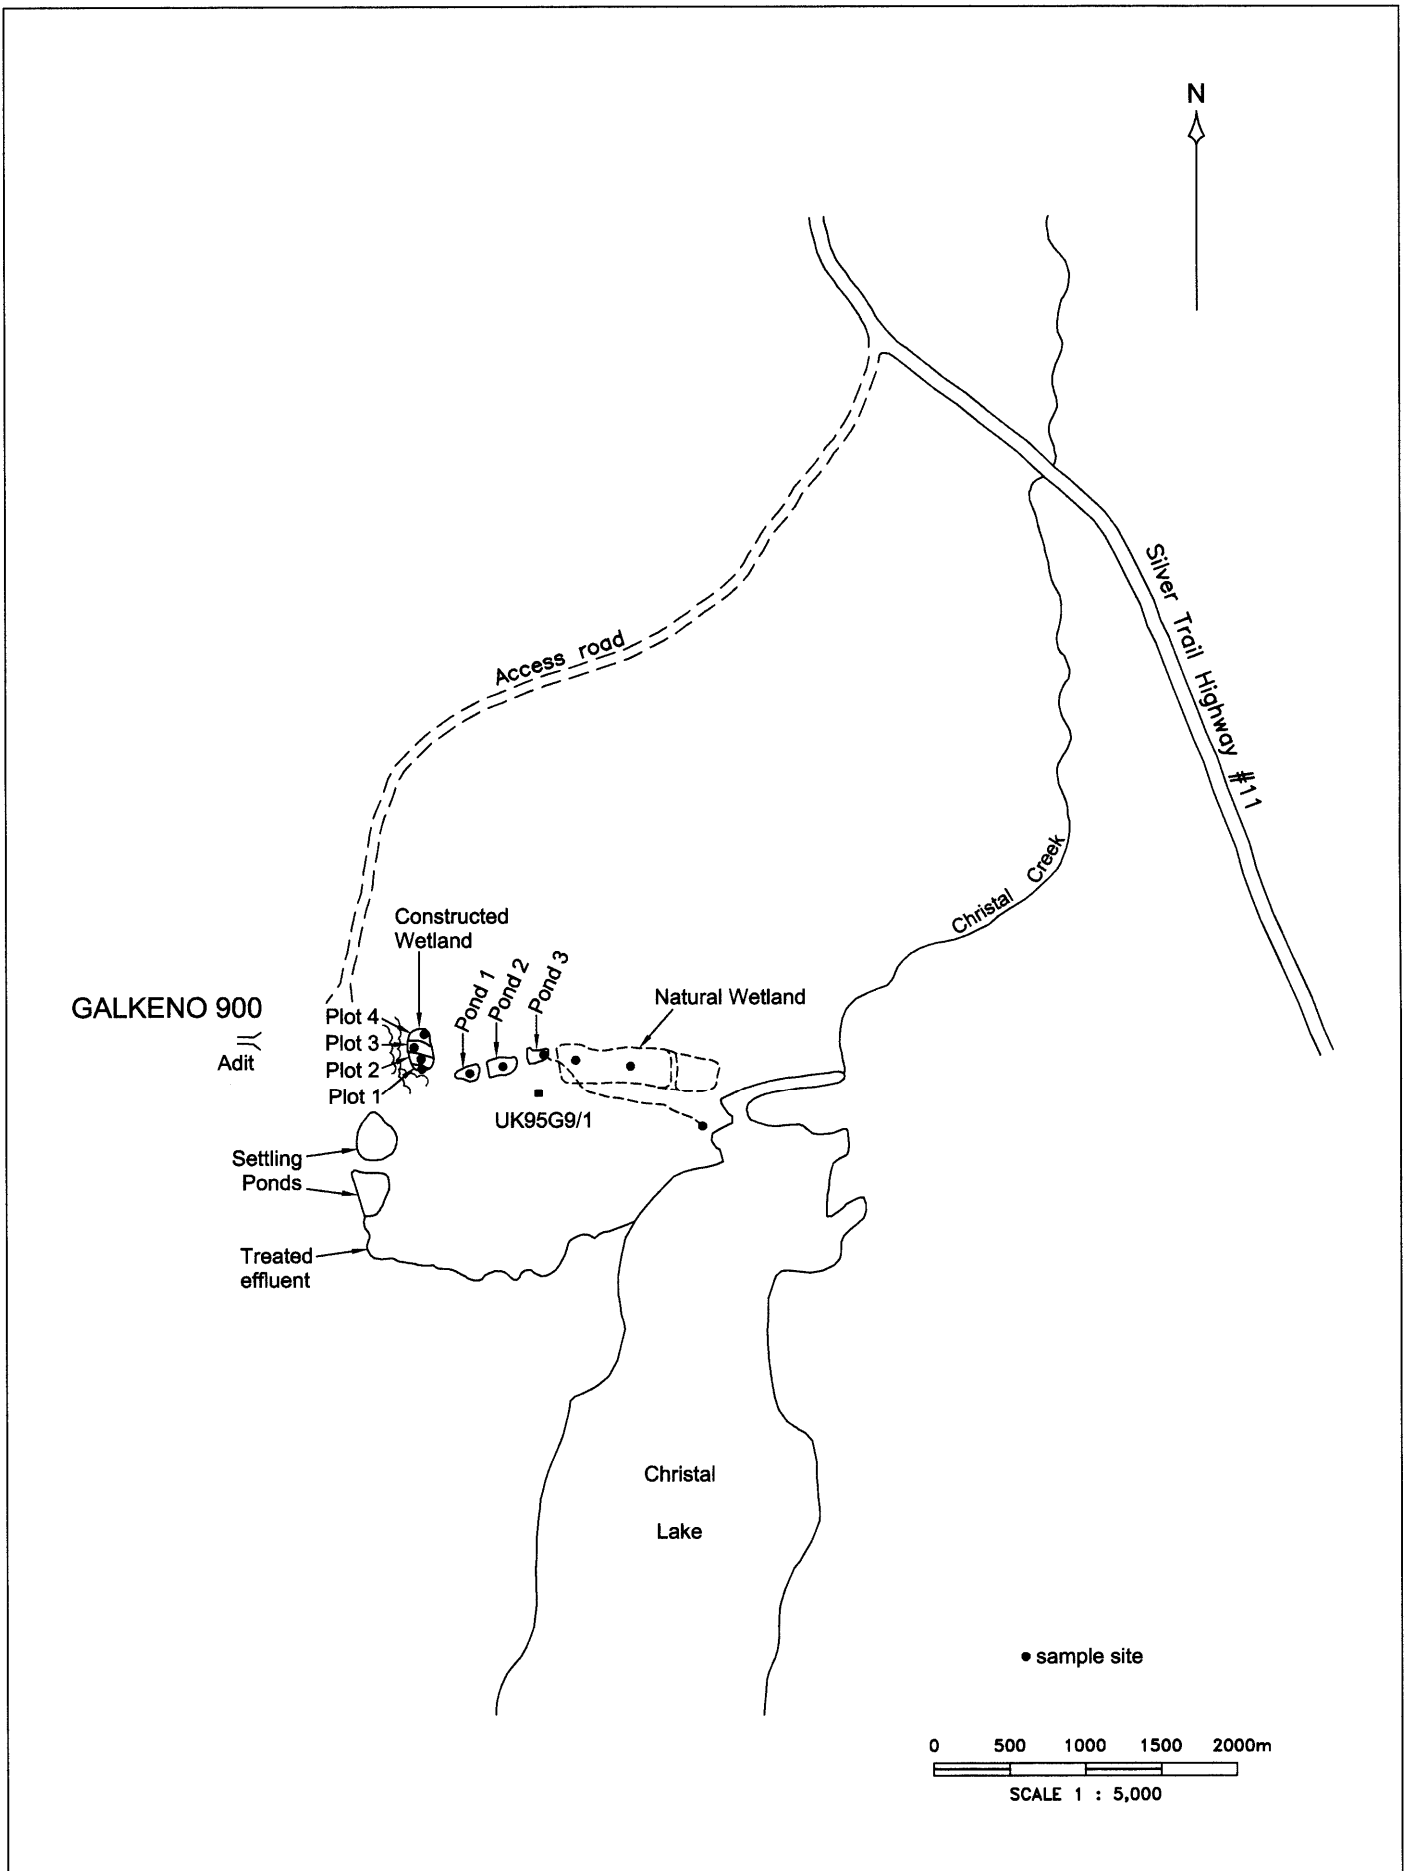 N
Silver Trail Highway #11
Access road
Christal Creek
Constructed
Wetland
Pond 1
Pond 2
Pond 3
Natural Wetland
GALKENO 900
Adit
Plot 4
Plot 3
Plot 2
Plot 1
UK95G9/1
Settling
Ponds
Treated
effluent
Christal
Lake
sample site
0 500 1000 1500 2000m
SCALE 1 : 5,000